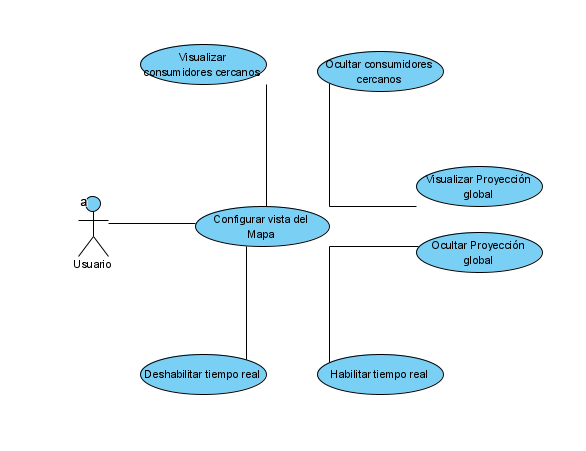 Visualizar
consumidores cercanos
Ocultar consumidores
cercanos
Visualizar Proyección
global
a
Configurar vista del
Mapa
Ocultar Proyección
global
Usuario
Deshabilitar tiempo real
Habilitar tiempo real